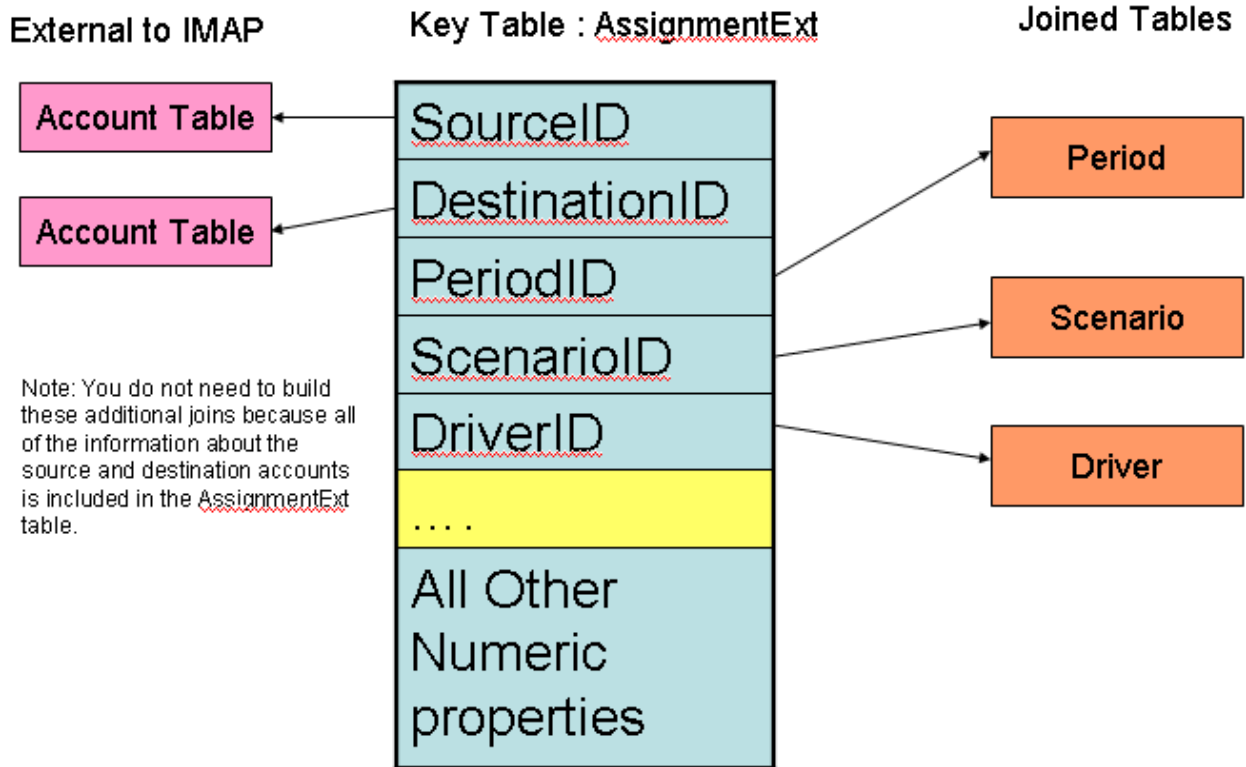 External to IMAP
Key Table : AssignmentExt
Joined Tables
Account Table
Account Table
Note: You do not need to build
these additional joins because all
of the information about the
source and destination accounts
is included in the AssignmentExt
table.
SourceID
DestinationID
PeriodID
ScenarioID
DriverID
. . . .
All Other
Numeric
properties
Period
Scenario
Driver